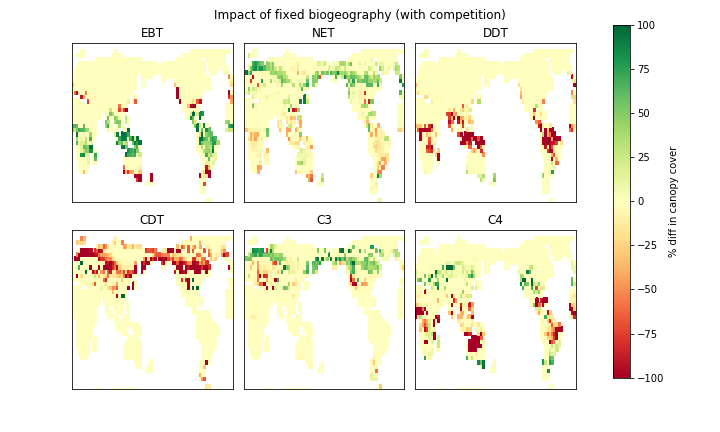 Impact of fixed biogeography (with competition)
EBT
NET
DDT
CDT
C3
C4
100
75
50
25
0
−25
−50
−75
−100
% diff in canopy cover